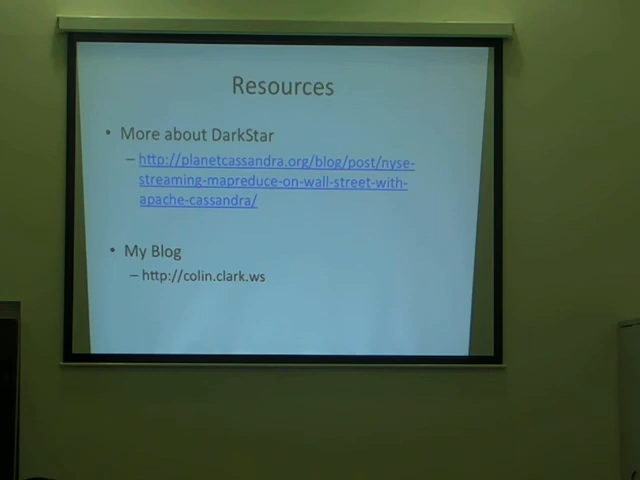 Resources
• More about DarkStar
– http://planetcassandra.org/blog/post/nyse-
streaming-mapreduce-on-wall-street-with-
apache-cassandra/
• My Blog
– http://colin.clark.ws